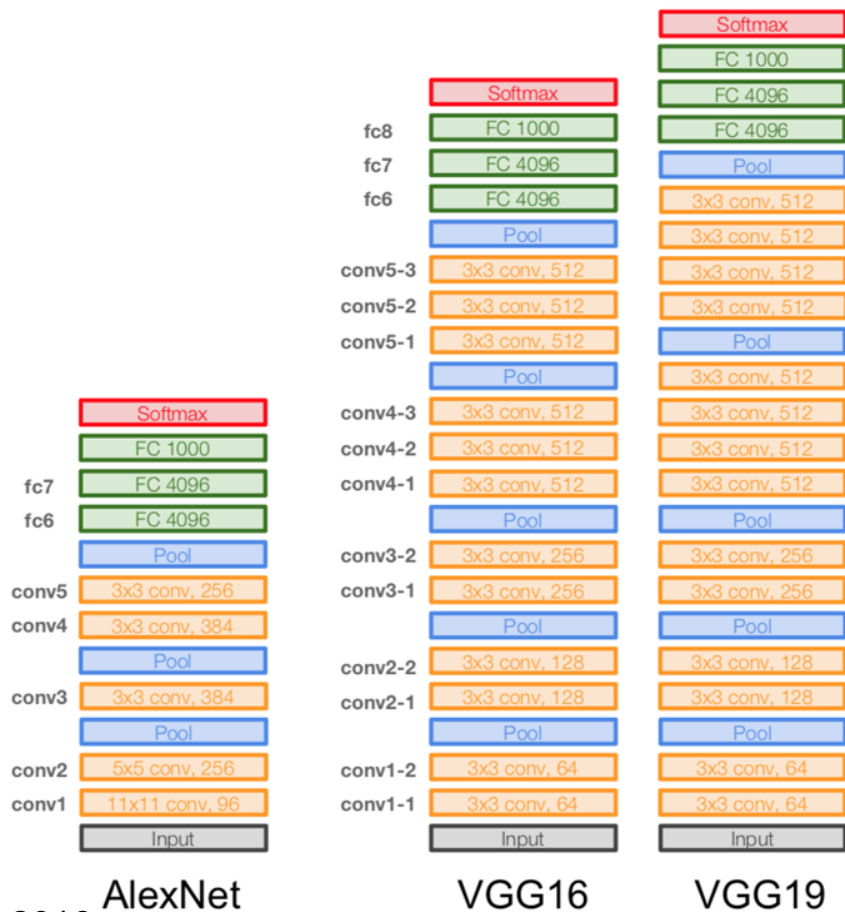 Softmax
FC 1000
fc7 FC 4096
fc6 FC 4096
Pool
conv5 3x3 conv, 256
conv4 3x3 conv, 384
Pool
conv3 3x3 conv, 384
Pool
conv2 5x5 conv, 256
conv1 11x11 conv, 96
Input
AlexNet
Softmax
fc8 FC 1000
fc7 FC 4096
fc6 FC 4096
Pool
conv5-3 3x3 conv, 512
conv5-2 3x3 conv, 512
conv5-1 3x3 conv, 512
Pool
conv4-3 3x3 conv, 512
conv4-2 3x3 conv, 512
conv4-1 3x3 conv, 512
Pool
conv3-2 3x3 conv, 256
conv3-1 3x3 conv, 256
Pool
conv2-2 3x3 conv, 128
conv2-1 3x3 conv, 128
Pool
conv1-2 3x3 conv, 64
conv1-1 3x3 conv, 64
Input
VGG16
Softmax
FC 1000
FC 4096
FC 4096
Pool
3x3 conv, 512
3x3 conv, 512
3x3 conv, 512
3x3 conv, 512
Pool
3x3 conv, 512
3x3 conv, 512
3x3 conv, 512
3x3 conv, 512
Pool
3x3 conv, 256
3x3 conv, 256
Pool
3x3 conv, 128
3x3 conv, 128
Pool
3x3 conv, 64
3x3 conv, 64
Input
VGG19